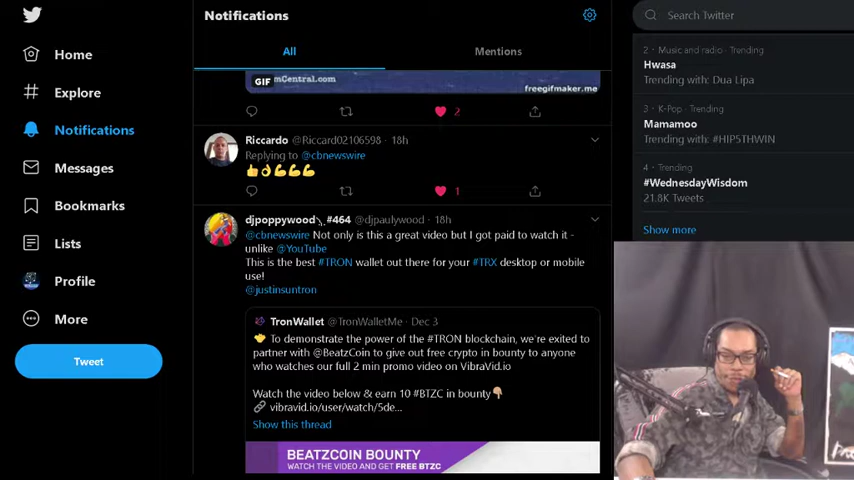 Home
Explore
Notifications
Messages
Bookmarks
Lists
Profile
More
Tweet
Notifications
All
Mentions
GIF
mCentral.com
freegifmaker.me
2
Riccardo @Riccard02106598 · 18h
Replying to @cbnewswire
👍👌💪💪💪
1
djpoppywood⍀ #464 @djpaulywood · 18h
@cbnewswire Not only is this a great video but I got paid to watch it -
unlike @YouTube
This is the best #TRON wallet out there for your #TRX desktop or mobile
use!
@justinsuntron
TronWallet @TronWalletMe · Dec 3
To demonstrate the power of the #TRON blockchain, we're exited to
partner with @BeatzCoin to give out free crypto in bounty to anyone
who watches our full 2 min promo video on VibraVid.io
Watch the video below & earn 10 #BTZC in bounty
vibravid.io/user/watch/5de...
Show this thread
BEATZCOIN BOUNTY
WATCH THE VIDEO AND GET FREE BTZC
Search Twitter
2 · Music and radio · Trending
Hwasa
Trending with: Dua Lipa
3 · K-Pop · Trending
Mamamoo
Trending with: #HIP5THWIN
4 · Trending
#WednesdayWisdom
21.8K Tweets
Show more